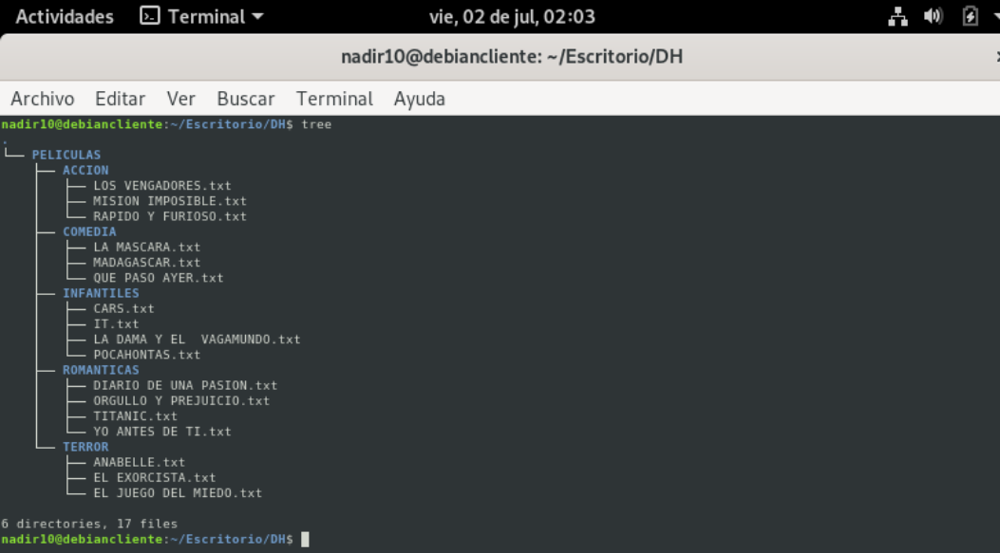 Actividades Terminal vie, 02 de jul, 02:03
nadir10@debiancliente: ~/Escritorio/DH
Archivo Editar Ver Buscar Terminal Ayuda
nadir10@debiancliente:~/Escritorio/DH$ tree
.
└── PELICULAS
    ├── ACCION
    │   ├── LOS VENGADORES.txt
    │   ├── MISION IMPOSIBLE.txt
    │   └── RAPIDO Y FURIOSO.txt
    ├── COMEDIA
    │   ├── LA MASCARA.txt
    │   ├── MADAGASCAR.txt
    │   └── QUE PASO AYER.txt
    ├── INFANTILES
    │   ├── CARS.txt
    │   ├── IT.txt
    │   ├── LA DAMA Y EL  VAGAMUNDO.txt
    │   └── POCAHONTAS.txt
    ├── ROMANTICAS
    │   ├── DIARIO DE UNA PASION.txt
    │   ├── ORGULLO Y PREJUICIO.txt
    │   ├── TITANIC.txt
    │   └── YO ANTES DE TI.txt
    └── TERROR
        ├── ANABELLE.txt
        ├── EL EXORCISTA.txt
        └── EL JUEGO DEL MIEDO.txt
6 directories, 17 files
nadir10@debiancliente:~/Escritorio/DH$